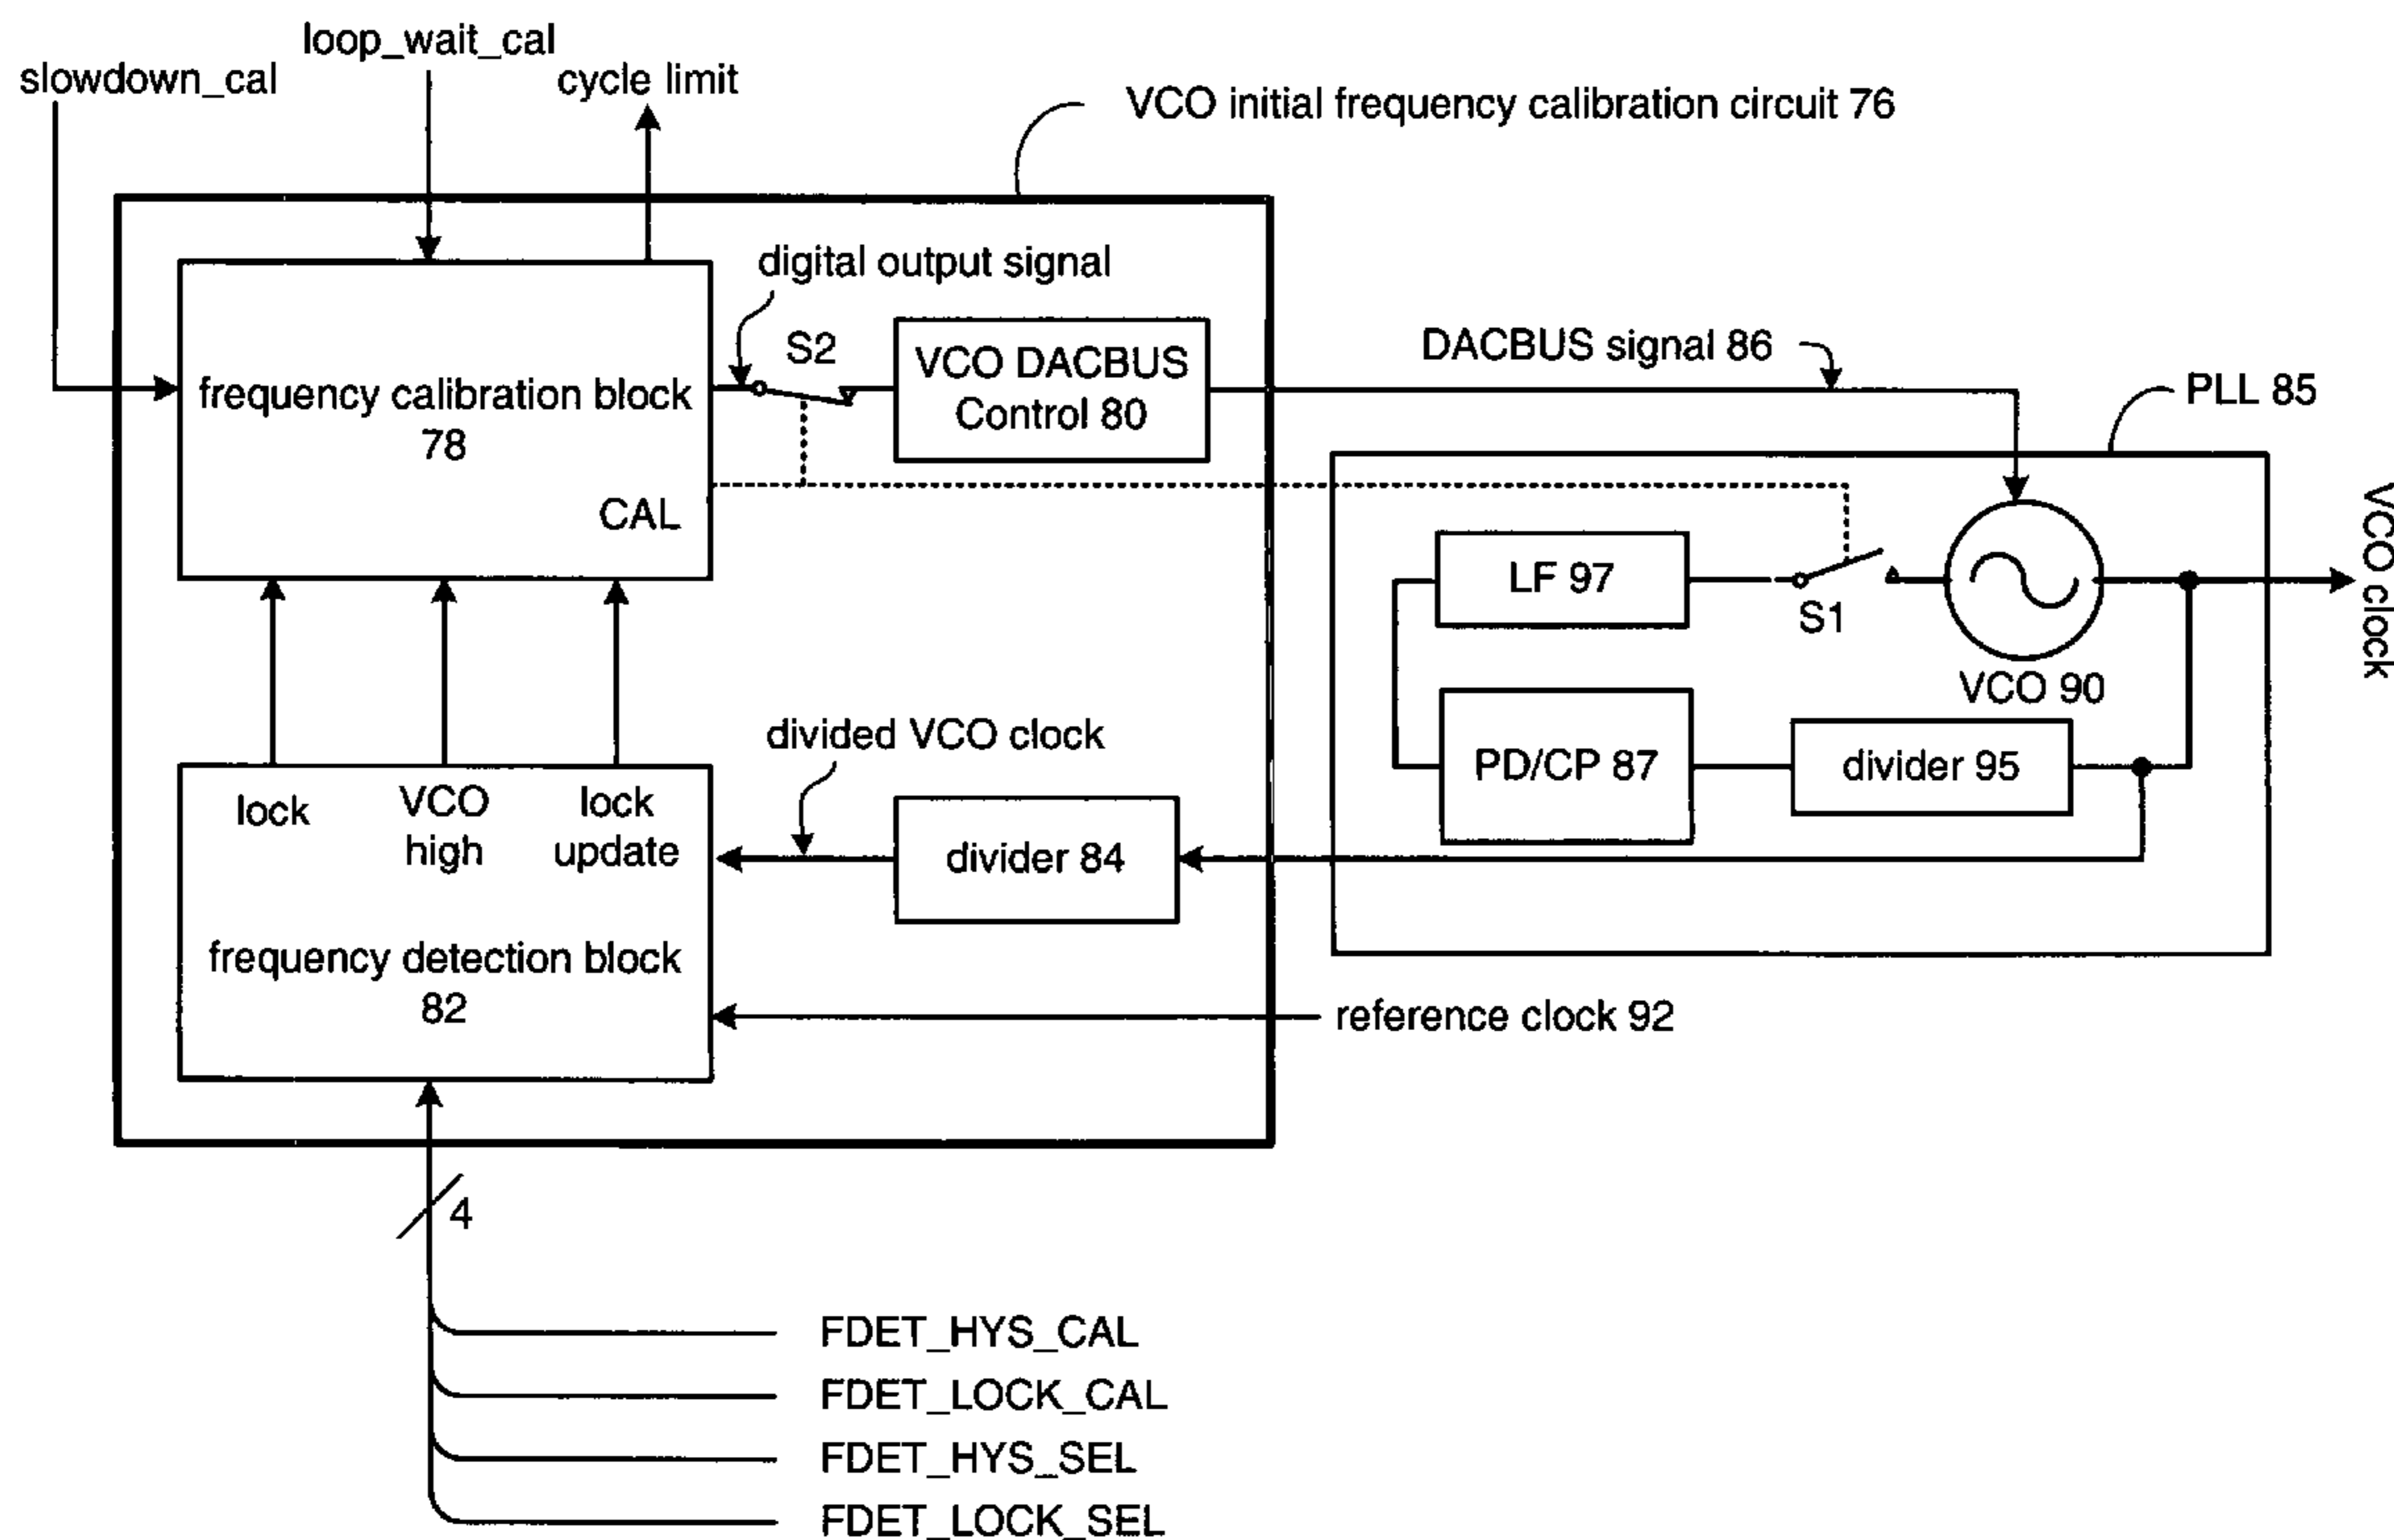 loop_wait_cal
slowdown_cal
cycle limit
VCO initial frequency calibration circuit 76
digital output signal
S2
frequency calibration block
78
CAL
VCO DACBUS
Control 80
DACBUS signal 86
PLL 85
LF 97
S1
VCO 90
VCO clock
PD/CP 87
divider 95
divided VCO clock
divider 84
lock
VCO
high
lock
update
frequency detection block
82
reference clock 92
4
FDET_HYS_CAL
FDET_LOCK_CAL
FDET_HYS_SEL
FDET_LOCK_SEL